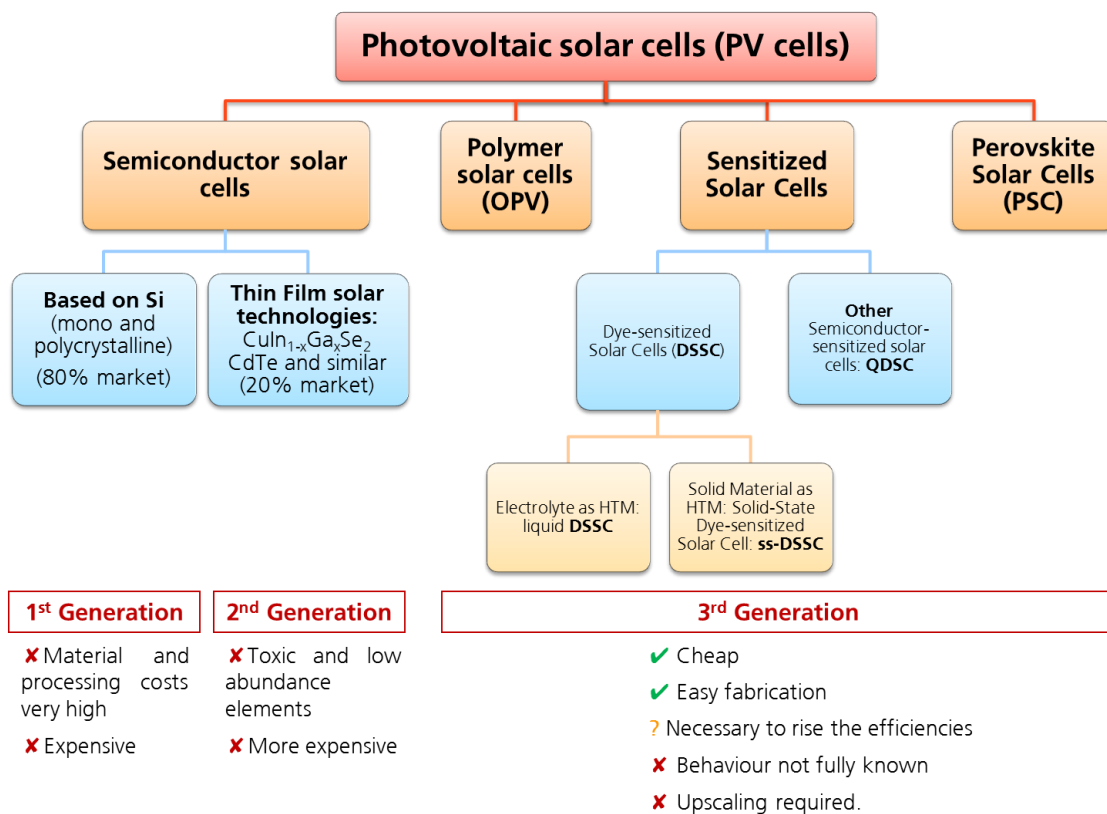 Photovoltaic solar cells (PV cells)
Semiconductor solar
cells
Polymer
solar cells
(OPV)
Sensitized
Solar Cells
Perovskite
Solar Cells
(PSC)
Based on Si
(mono and
polycrystalline)
(80% market)
Thin Film solar
technologies:
CuIn₁₋ₓGaₓSe₂
CdTe and similar
(20% market)
Dye-sensitized
Solar Cells (DSSC)
Other
Semiconductor-
sensitized solar
cells: QDSC
Electrolyte as HTM:
liquid DSSC
Solid Material as
HTM: Solid-State
Dye-sensitized
Solar Cell: ss-DSSC
1st Generation
2nd Generation
3rd Generation
✘ Material and
processing costs
very high
✘ Expensive
✘ Toxic and low
abundance
elements
✘ More expensive
✔ Cheap
✔ Easy fabrication
? Necessary to rise the efficiencies
✘ Behaviour not fully known
✘ Upscaling required.